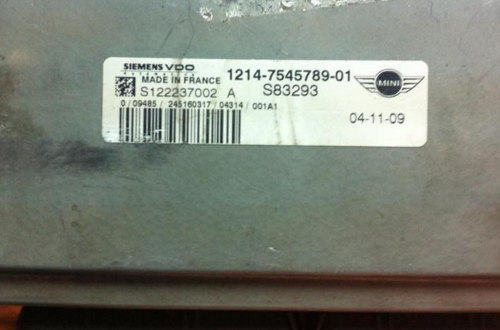 SIEMENS VDO
AUTOMOTIVE
MADE IN FRANCE
1214-7545789-01
S122237002 A
S83293
MINI
0 / 09485 / 245160317 / 04314 / 001A1
04-11-09